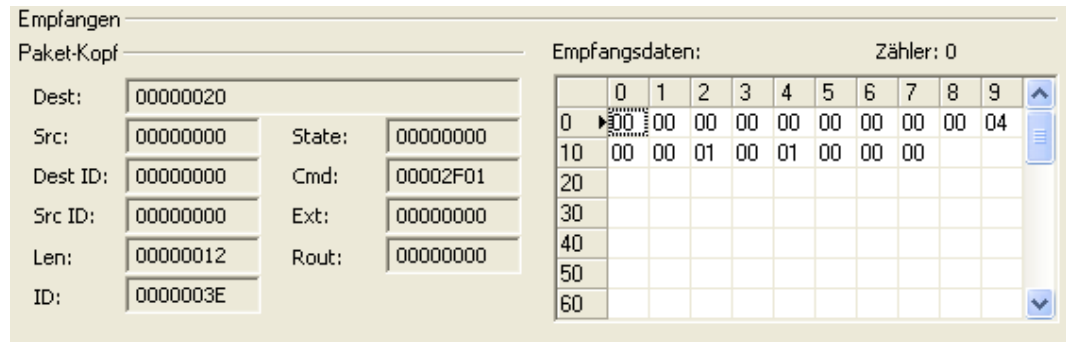 Empfangen
Paket-Kopf
Dest: 00000020
Src: 00000000 State: 00000000
Dest ID: 00000000 Cmd: 00002F01
Src ID: 00000000 Ext: 00000000
Len: 00000012 Rout: 00000000
ID: 0000003E
Empfangsdaten: Zähler: 0
0 1 2 3 4 5 6 7 8 9
0 00 00 00 00 00 00 00 00 00 04
10 00 00 01 00 01 00 00 00
20
30
40
50
60